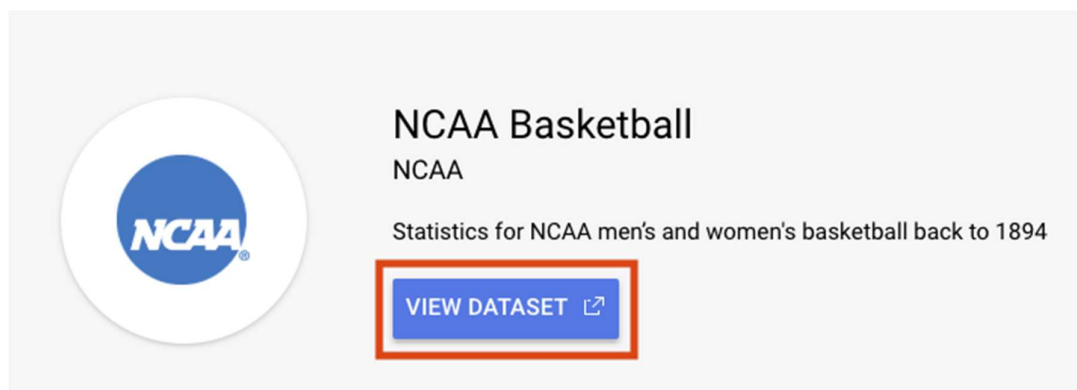 NCAA Basketball
NCAA
NCAA®
Statistics for NCAA men’s and women's basketball back to 1894
VIEW DATASET